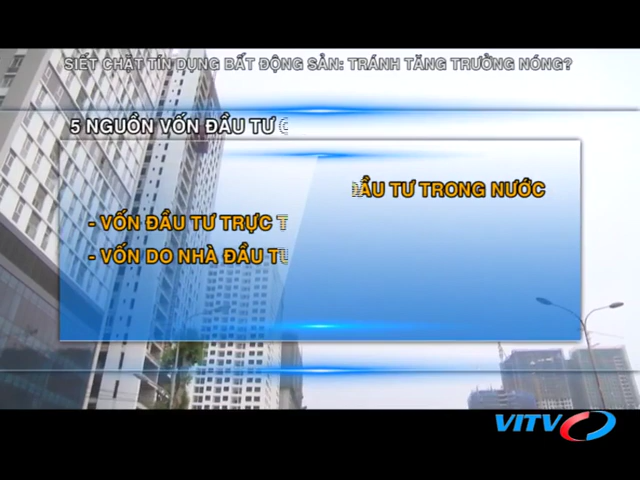 SIẾT CHẶT TÍN DỤNG BẤT ĐỘNG SẢN: TRÁNH TĂNG TRƯỞNG NÓNG?
5 NGUỒN VỐN ĐẦU TƯ
ĐẦU TƯ TRONG NƯỚC
- VỐN ĐẦU TƯ TRỰC
- VỐN DO NHÀ ĐẦU TƯ
VITV